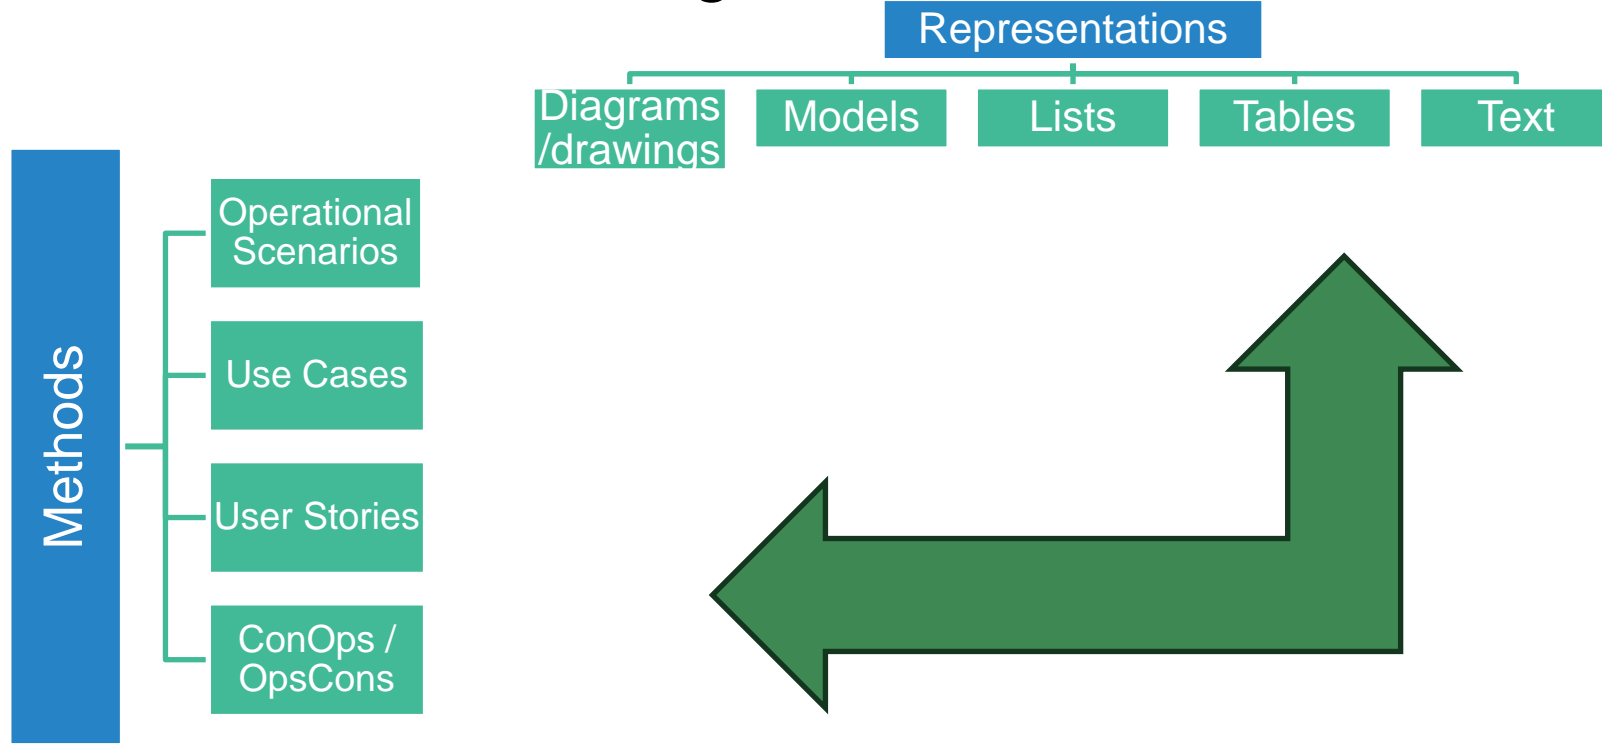 Representations
Diagrams
/drawings
Models
Lists
Tables
Text
Methods
Operational
Scenarios
Use Cases
User Stories
ConOps /
OpsCons